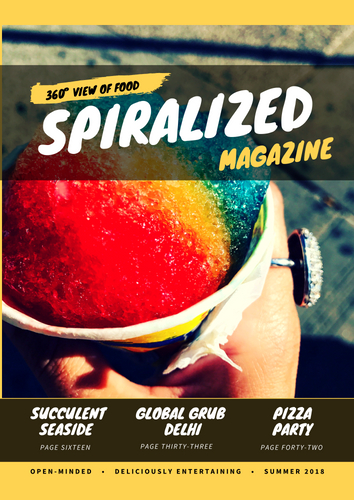 360° VIEW OF FOOD
SPIRALIZED
MAGAZINE
SUCCULENT
SEASIDE
PAGE SIXTEEN
GLOBAL GRUB
DELHI
PAGE THIRTY-THREE
PIZZA
PARTY
PAGE FORTY-TWO
OPEN-MINDED • DELICIOUSLY ENTERTAINING • SUMMER 2018